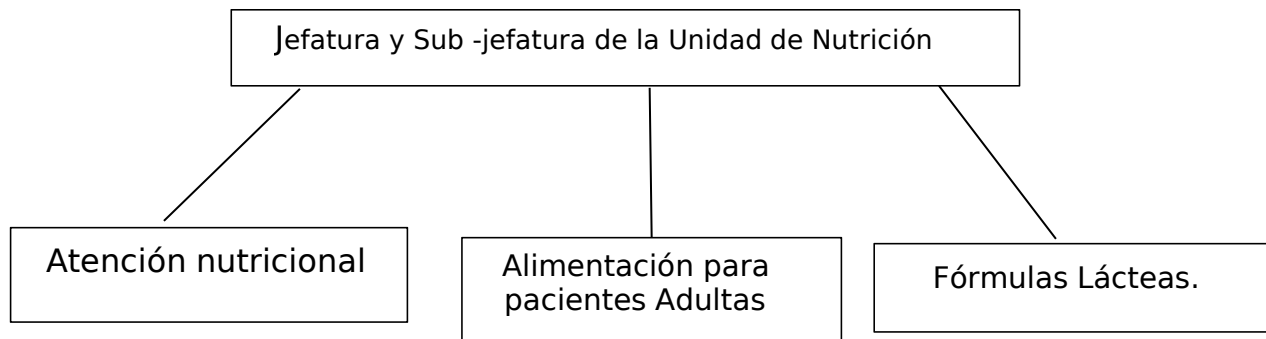 Jefatura y Sub -jefatura de la Unidad de Nutrición
Atención nutricional
Alimentación para
pacientes Adultas
Fórmulas Lácteas.